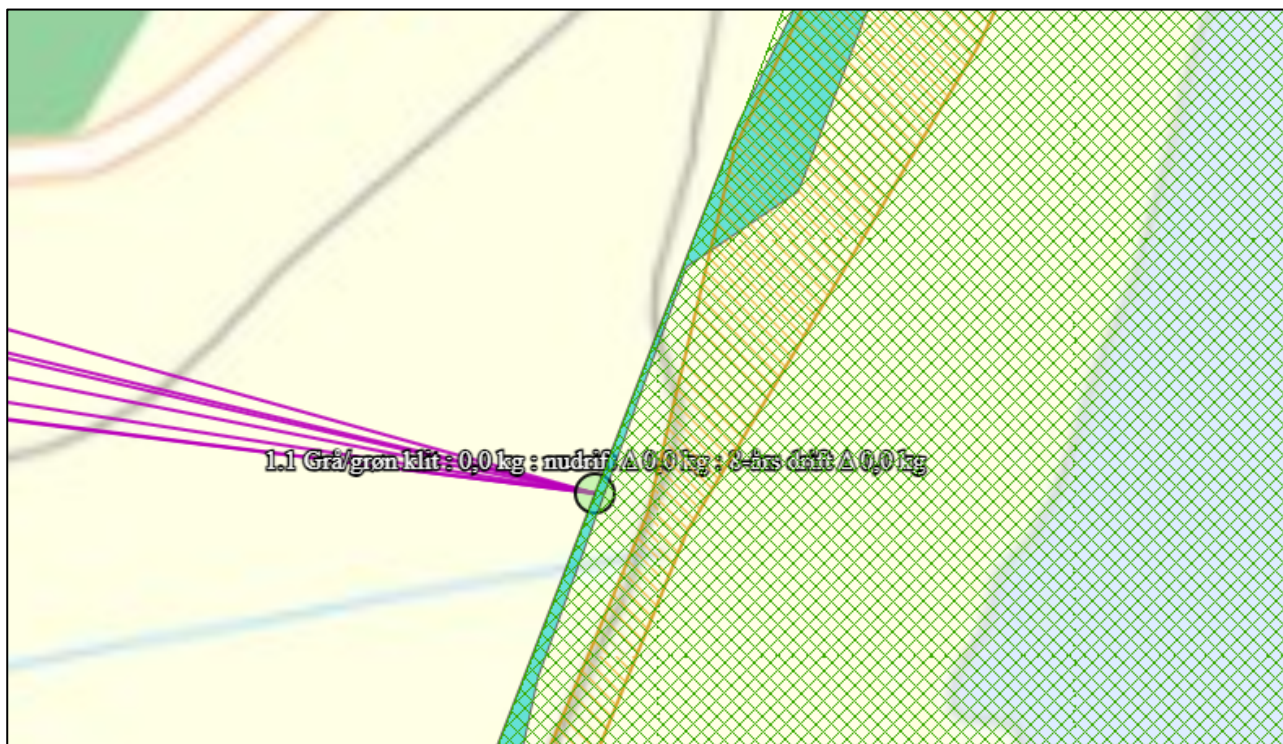 1.1 Grå/grøn klit : 0,0 kg : nudrift Δ 0,0 kg : 8-års drift Δ 0,0 kg